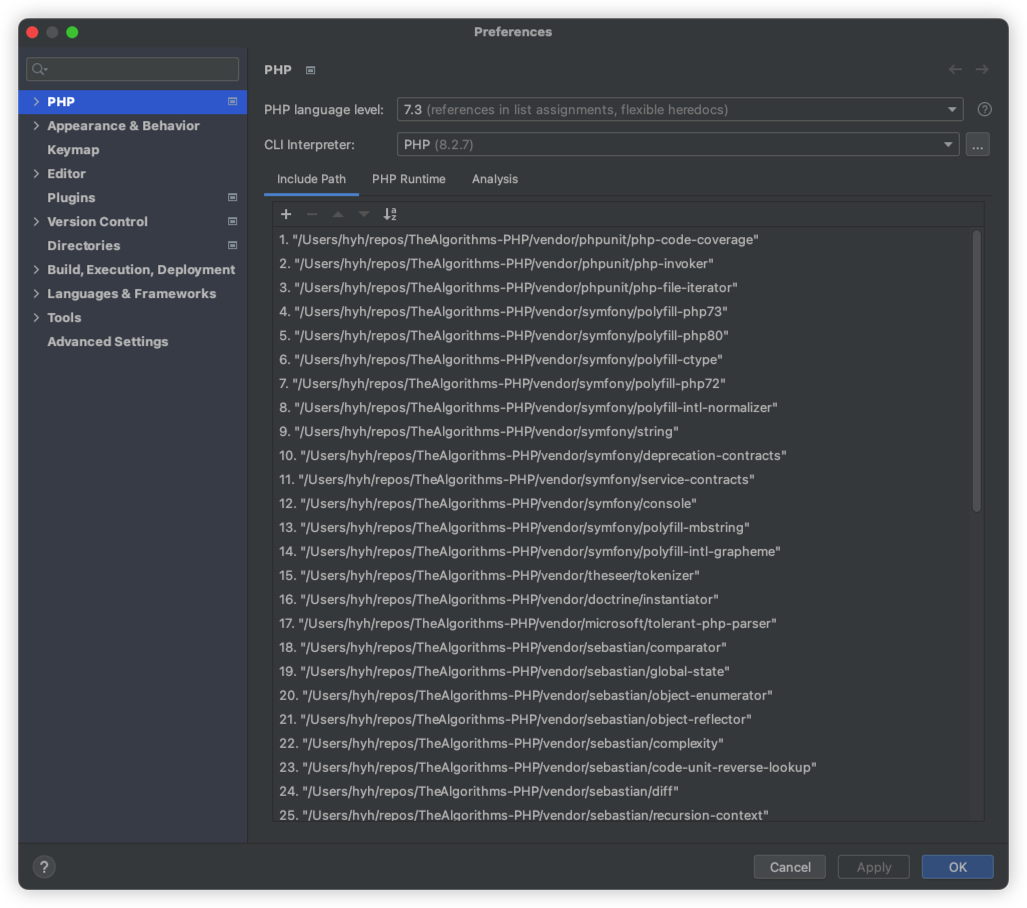 Preferences
PHP
Appearance & Behavior
Keymap
Editor
Plugins
Version Control
Directories
Build, Execution, Deployment
Languages & Frameworks
Tools
Advanced Settings
PHP
PHP language level:
7.3 (references in list assignments, flexible heredocs)
CLI Interpreter:
PHP (8.2.7)
...
Include Path
PHP Runtime
Analysis
1. "/Users/hyh/repos/TheAlgorithms-PHP/vendor/phpunit/php-code-coverage"
2. "/Users/hyh/repos/TheAlgorithms-PHP/vendor/phpunit/php-invoker"
3. "/Users/hyh/repos/TheAlgorithms-PHP/vendor/phpunit/php-file-iterator"
4. "/Users/hyh/repos/TheAlgorithms-PHP/vendor/symfony/polyfill-php73"
5. "/Users/hyh/repos/TheAlgorithms-PHP/vendor/symfony/polyfill-php80"
6. "/Users/hyh/repos/TheAlgorithms-PHP/vendor/symfony/polyfill-ctype"
7. "/Users/hyh/repos/TheAlgorithms-PHP/vendor/symfony/polyfill-php72"
8. "/Users/hyh/repos/TheAlgorithms-PHP/vendor/symfony/polyfill-intl-normalizer"
9. "/Users/hyh/repos/TheAlgorithms-PHP/vendor/symfony/string"
10. "/Users/hyh/repos/TheAlgorithms-PHP/vendor/symfony/deprecation-contracts"
11. "/Users/hyh/repos/TheAlgorithms-PHP/vendor/symfony/service-contracts"
12. "/Users/hyh/repos/TheAlgorithms-PHP/vendor/symfony/console"
13. "/Users/hyh/repos/TheAlgorithms-PHP/vendor/symfony/polyfill-mbstring"
14. "/Users/hyh/repos/TheAlgorithms-PHP/vendor/symfony/polyfill-intl-grapheme"
15. "/Users/hyh/repos/TheAlgorithms-PHP/vendor/theseer/tokenizer"
16. "/Users/hyh/repos/TheAlgorithms-PHP/vendor/doctrine/instantiator"
17. "/Users/hyh/repos/TheAlgorithms-PHP/vendor/microsoft/tolerant-php-parser"
18. "/Users/hyh/repos/TheAlgorithms-PHP/vendor/sebastian/comparator"
19. "/Users/hyh/repos/TheAlgorithms-PHP/vendor/sebastian/global-state"
20. "/Users/hyh/repos/TheAlgorithms-PHP/vendor/sebastian/object-enumerator"
21. "/Users/hyh/repos/TheAlgorithms-PHP/vendor/sebastian/object-reflector"
22. "/Users/hyh/repos/TheAlgorithms-PHP/vendor/sebastian/complexity"
23. "/Users/hyh/repos/TheAlgorithms-PHP/vendor/sebastian/code-unit-reverse-lookup"
24. "/Users/hyh/repos/TheAlgorithms-PHP/vendor/sebastian/diff"
25. "/Users/hyh/repos/TheAlgorithms-PHP/vendor/sebastian/recursion-context"
?
Cancel
Apply
OK